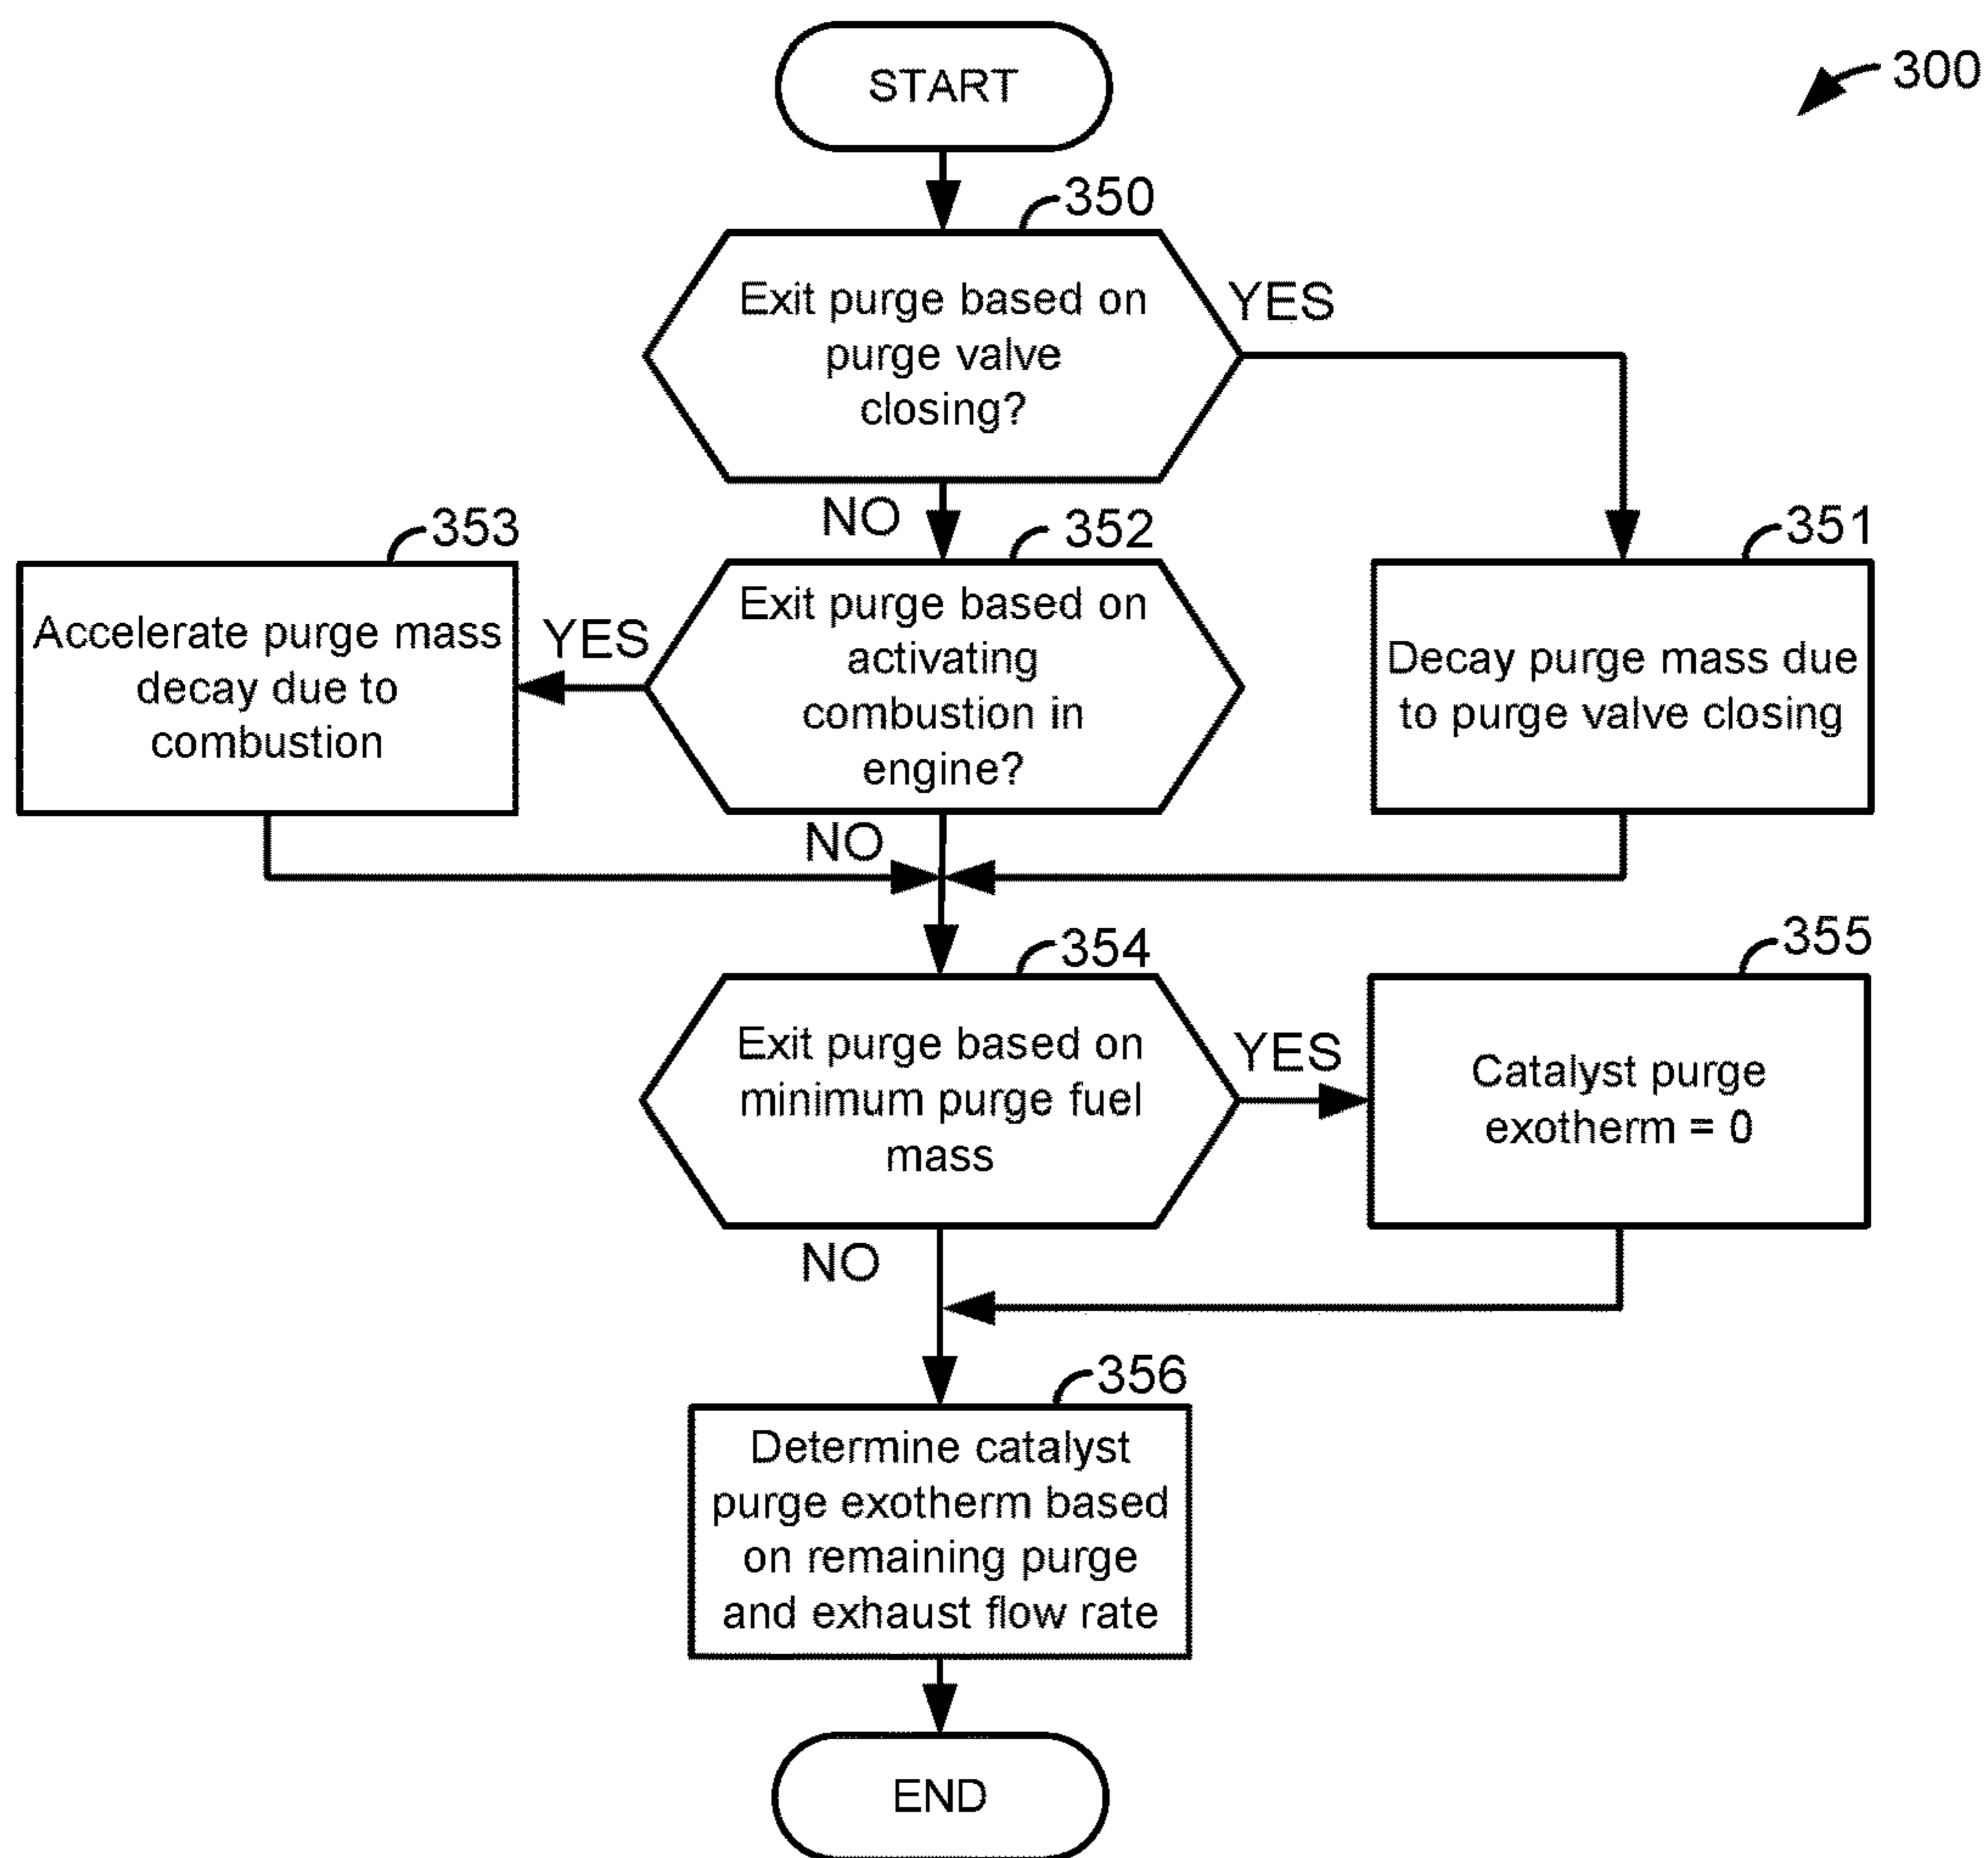 START
300
350
Exit purge based on
purge valve
closing?
YES
NO
353
352
351
Accelerate purge mass
decay due to
combustion
YES
Exit purge based on
activating
combustion in
engine?
Decay purge mass due
to purge valve closing
NO
354
355
Exit purge based on
minimum purge fuel
mass
YES
Catalyst purge
exotherm = 0
NO
356
Determine catalyst
purge exotherm based
on remaining purge
and exhaust flow rate
END